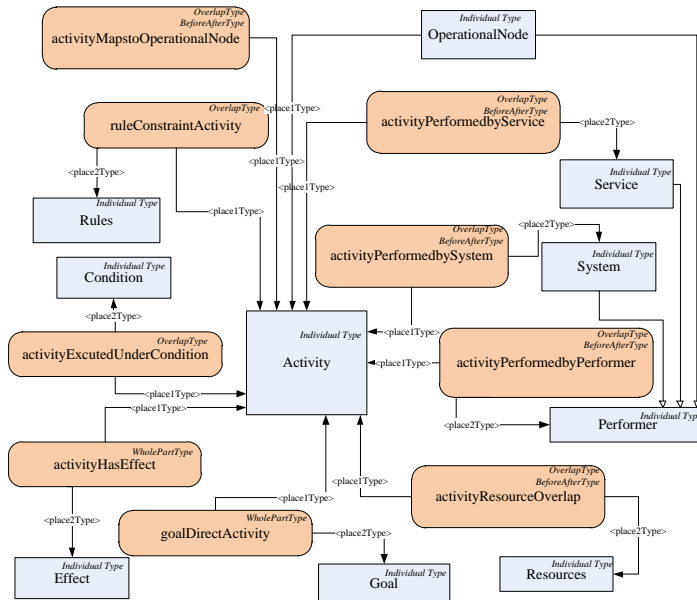 OverlapType
BeforeAfterType
activityMapstoOperationalNode
Individual Type
OperationalNode
OverlapType
ruleConstraintActivity
<place1Type>
OverlapType
BeforeAfterType
activityPerformedbyService
<place2Type>
<place2Type>
<place1Type>
Individual Type
Service
Individual Type
Rules
<place1Type>
<place1Type>
OverlapType
BeforeAfterType
activityPerformedbySystem
<place2Type>
Individual Type
System
Individual Type
Condition
<place2Type>
OverlapType
activityExcutedUnderCondition
Individual Type
Activity
<place1Type>
OverlapType
BeforeAfterType
activityPerformedbyPerformer
<place1Type>
<place1Type>
<place1Type>
<place2Type>
Individual Type
Performer
WholePartType
activityHasEffect
OverlapType
BeforeAfterType
activityResourceOverlap
<place1Type>
<place1Type>
<place2Type>
WholePartType
goalDirectActivity
<place2Type>
<place2Type>
Individual Type
Effect
Individual Type
Goal
Individual Type
Resources